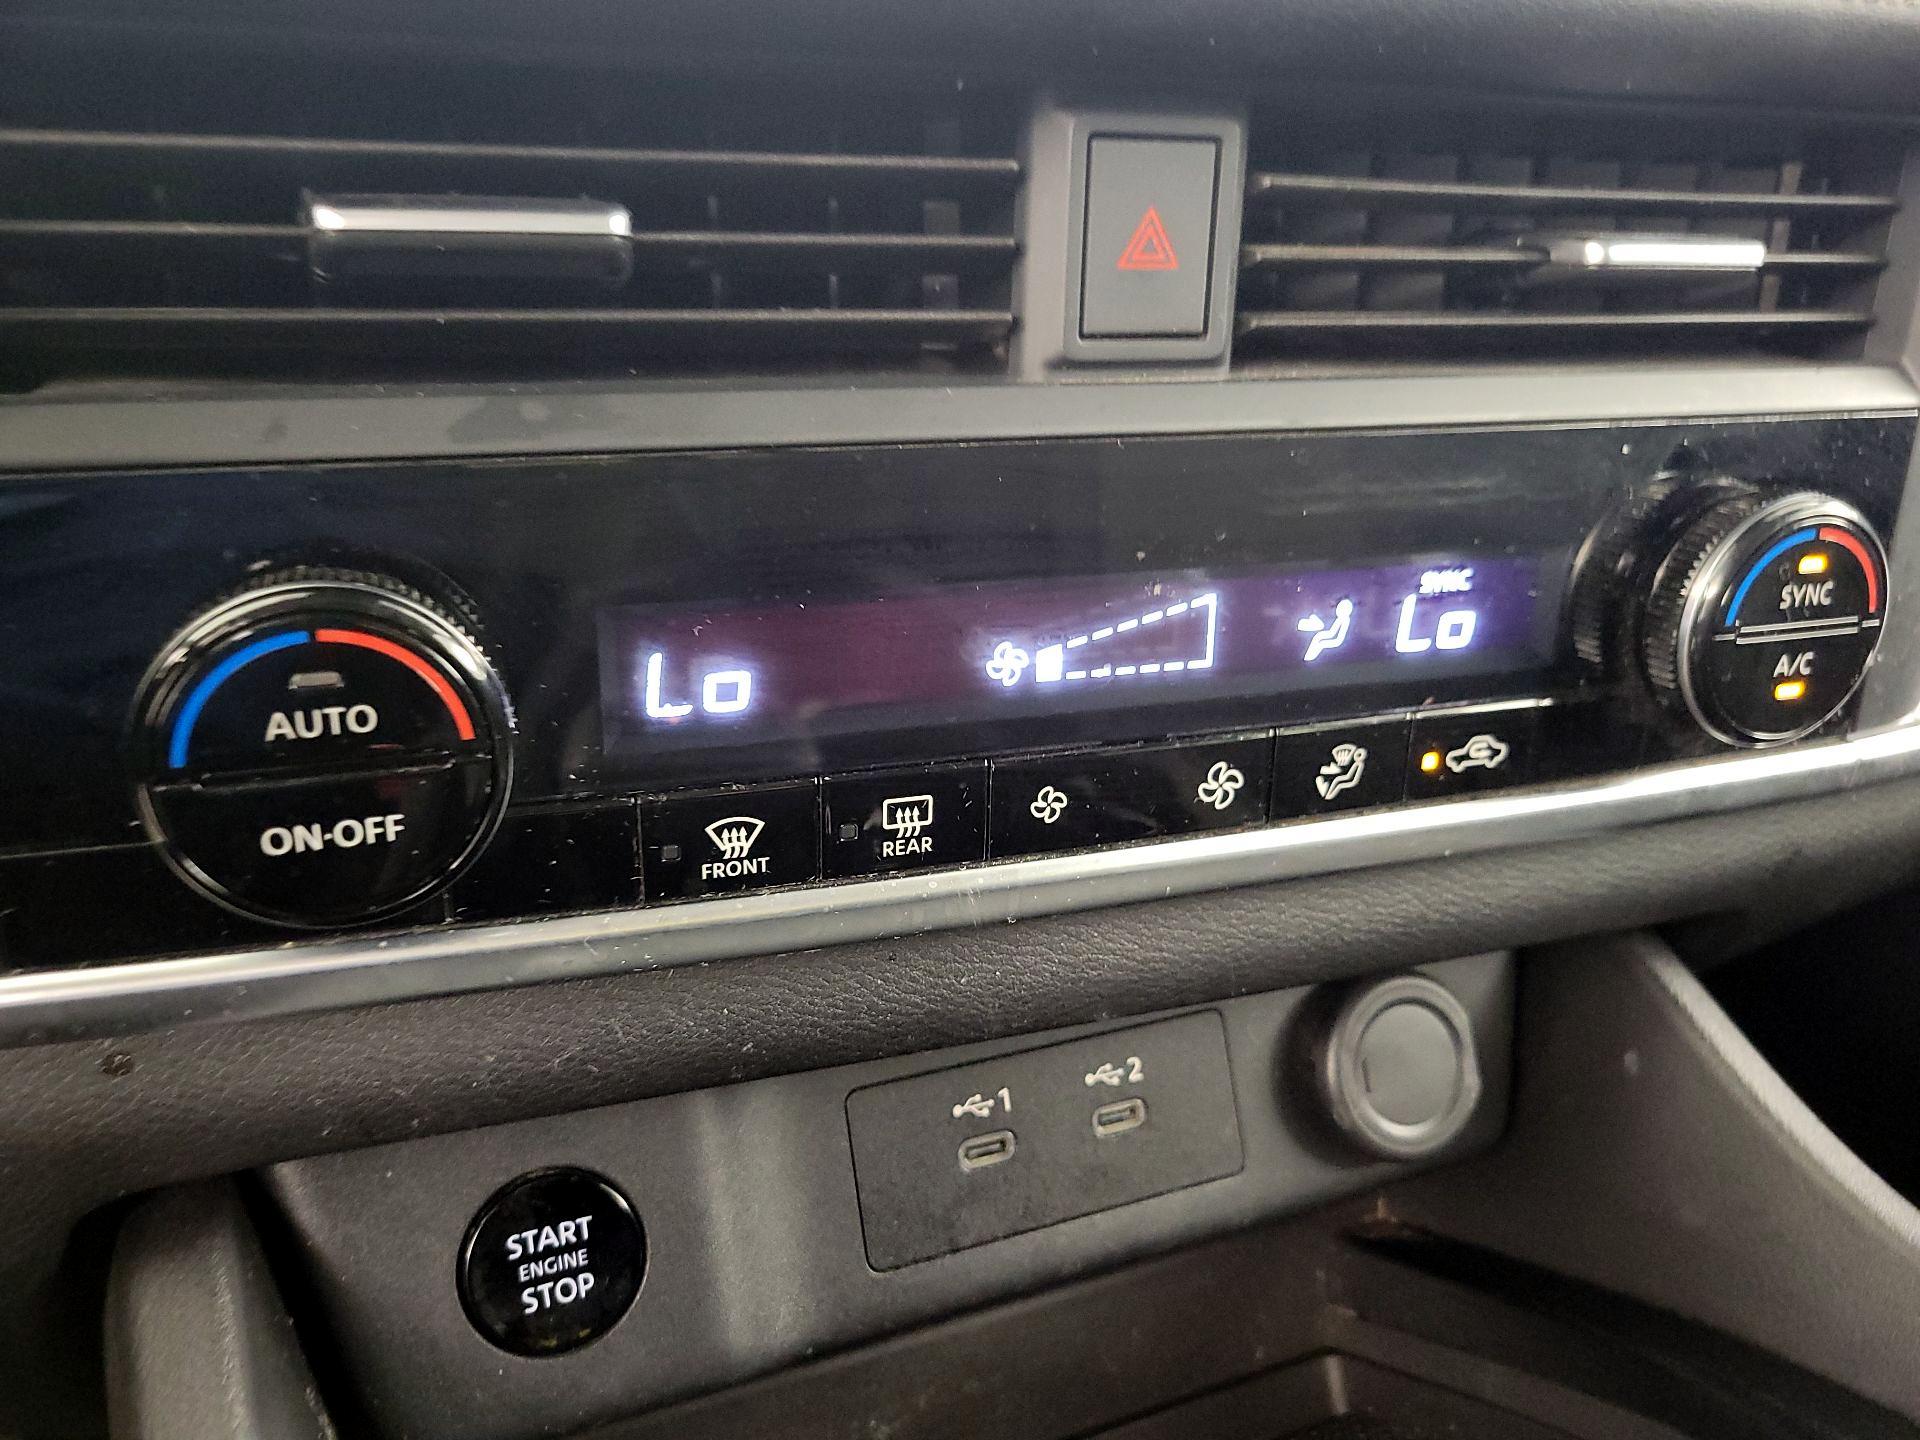 SYNC
Lo
Lo
AUTO
ON-OFF
SYNC
A/C
FRONT
REAR
1
2
START
ENGINE
STOP